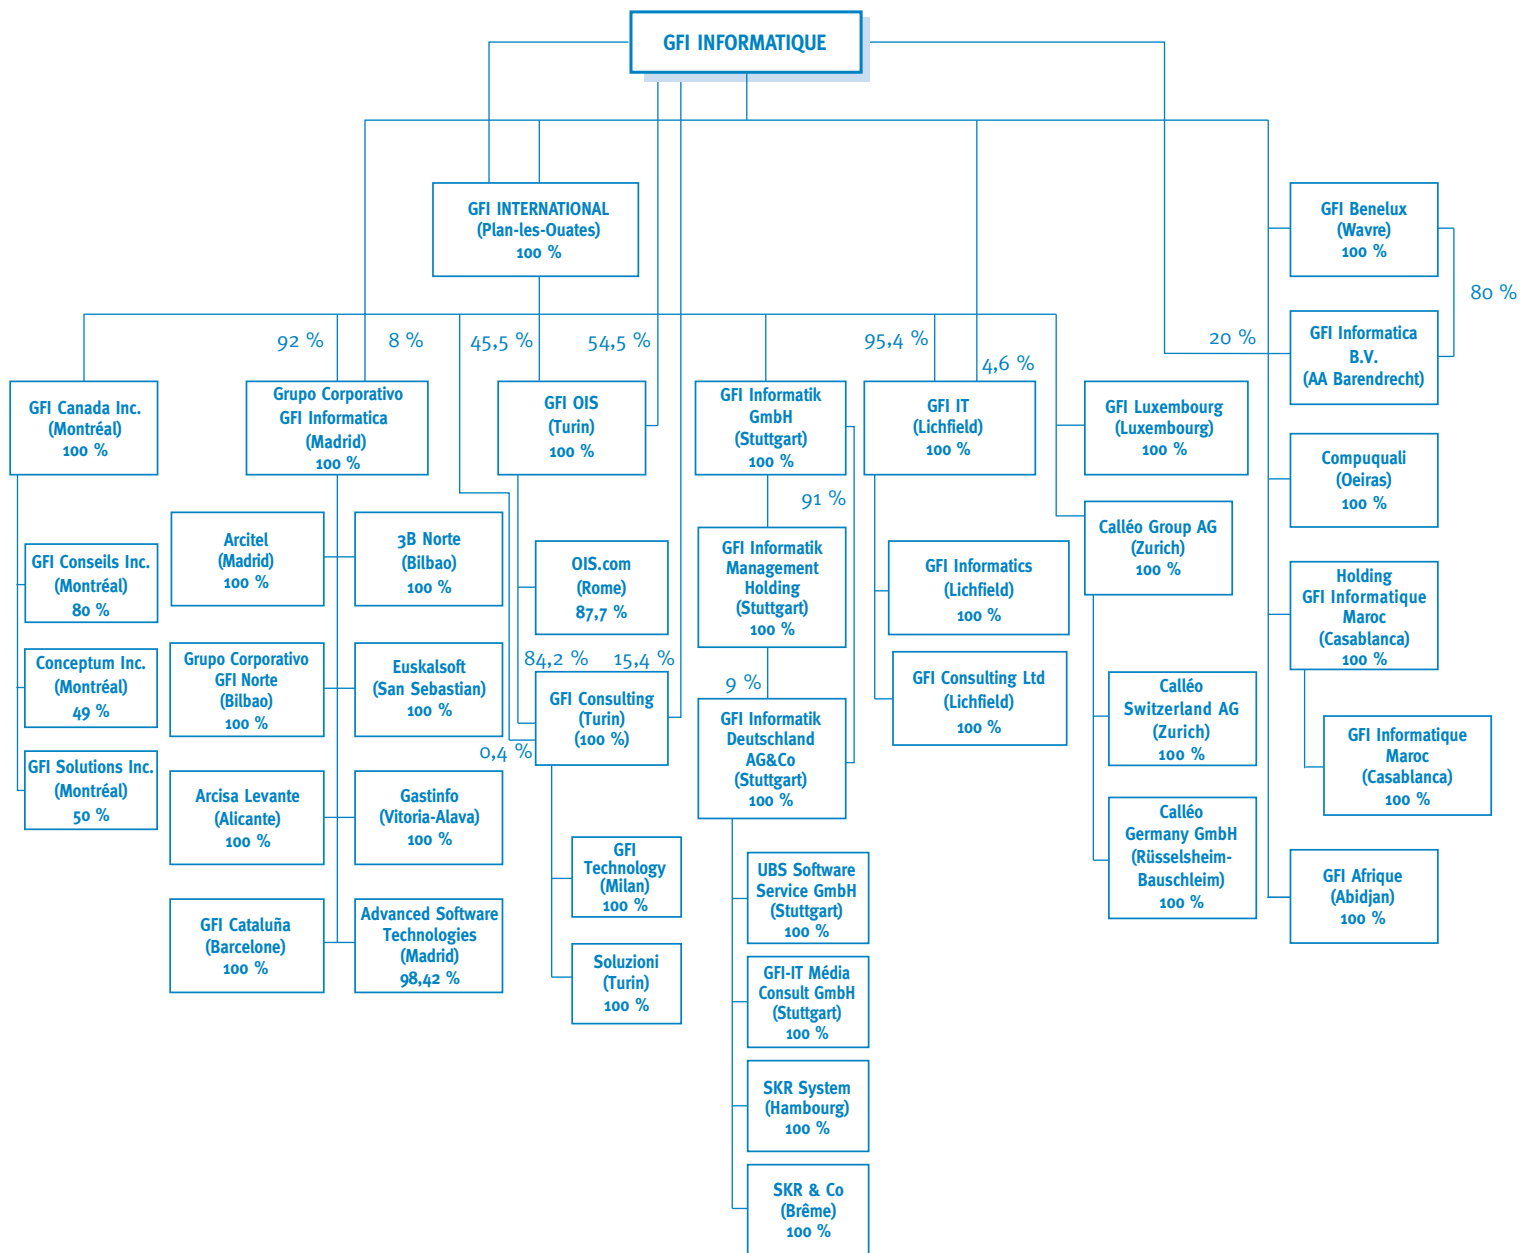 GFI INFORMATIQUE
GFI INTERNATIONAL
(Plan-les-Ouates)
100 %
GFI Benelux
(Wavre)
100 %
80 %
92 %
8 %
45,5 %
54,5 %
95,4 %
4,6 %
20 %
GFI Informatica
B.V.
(AA Barendrecht)
GFI Canada Inc.
(Montréal)
100 %
Grupo Corporativo
GFI Informatica
(Madrid)
100 %
GFI OIS
(Turin)
100 %
GFI Informatik
GmbH
(Stuttgart)
100 %
GFI IT
(Lichfield)
100 %
GFI Luxembourg
(Luxembourg)
100 %
Compuquali
(Oeiras)
100 %
91 %
GFI Conseils Inc.
(Montréal)
80 %
Arcitel
(Madrid)
100 %
3B Norte
(Bilbao)
100 %
OIS.com
(Rome)
87,7 %
GFI Informatik
Management
Holding
(Stuttgart)
100 %
GFI Informatics
(Lichfield)
100 %
Calléo Group AG
(Zurich)
100 %
Holding
GFI Informatique
Maroc
(Casablanca)
100 %
Conceptum Inc.
(Montréal)
49 %
Grupo Corporativo
GFI Norte
(Bilbao)
100 %
Euskalsoft
(San Sebastian)
100 %
84,2 %
15,4 %
GFI Consulting
(Turin)
(100 %)
0,4 %
9 %
GFI Informatik
Deutschland
AG&Co
(Stuttgart)
100 %
GFI Consulting Ltd
(Lichfield)
100 %
Calléo
Switzerland AG
(Zurich)
100 %
GFI Informatique
Maroc
(Casablanca)
100 %
GFI Solutions Inc.
(Montréal)
50 %
Arcisa Levante
(Alicante)
100 %
Gastinfo
(Vitoria-Alava)
100 %
GFI
Technology
(Milan)
100 %
UBS Software
Service GmbH
(Stuttgart)
100 %
Calléo
Germany GmbH
(Rüsselsheim-
Bauschleim)
100 %
GFI Afrique
(Abidjan)
100 %
GFI Cataluña
(Barcelone)
100 %
Advanced Software
Technologies
(Madrid)
98,42 %
Soluzioni
(Turin)
100 %
GFI-IT Média
Consult GmbH
(Stuttgart)
100 %
SKR System
(Hambourg)
100 %
SKR & Co
(Brême)
100 %